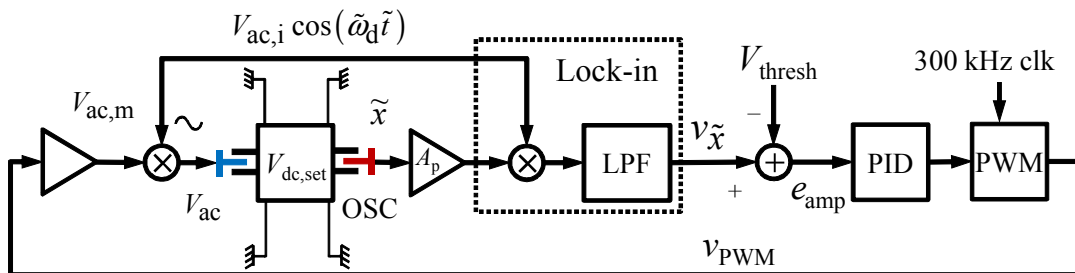 V_ac,i cos(ω̃_d t̃)
Lock-in
V_thresh
300 kHz clk
V_ac,m
x̃
v_x̃
−
∼
×
V_dc,set
A_p
×
LPF
+
PID
PWM
V_ac
OSC
+
e_amp
v_PWM